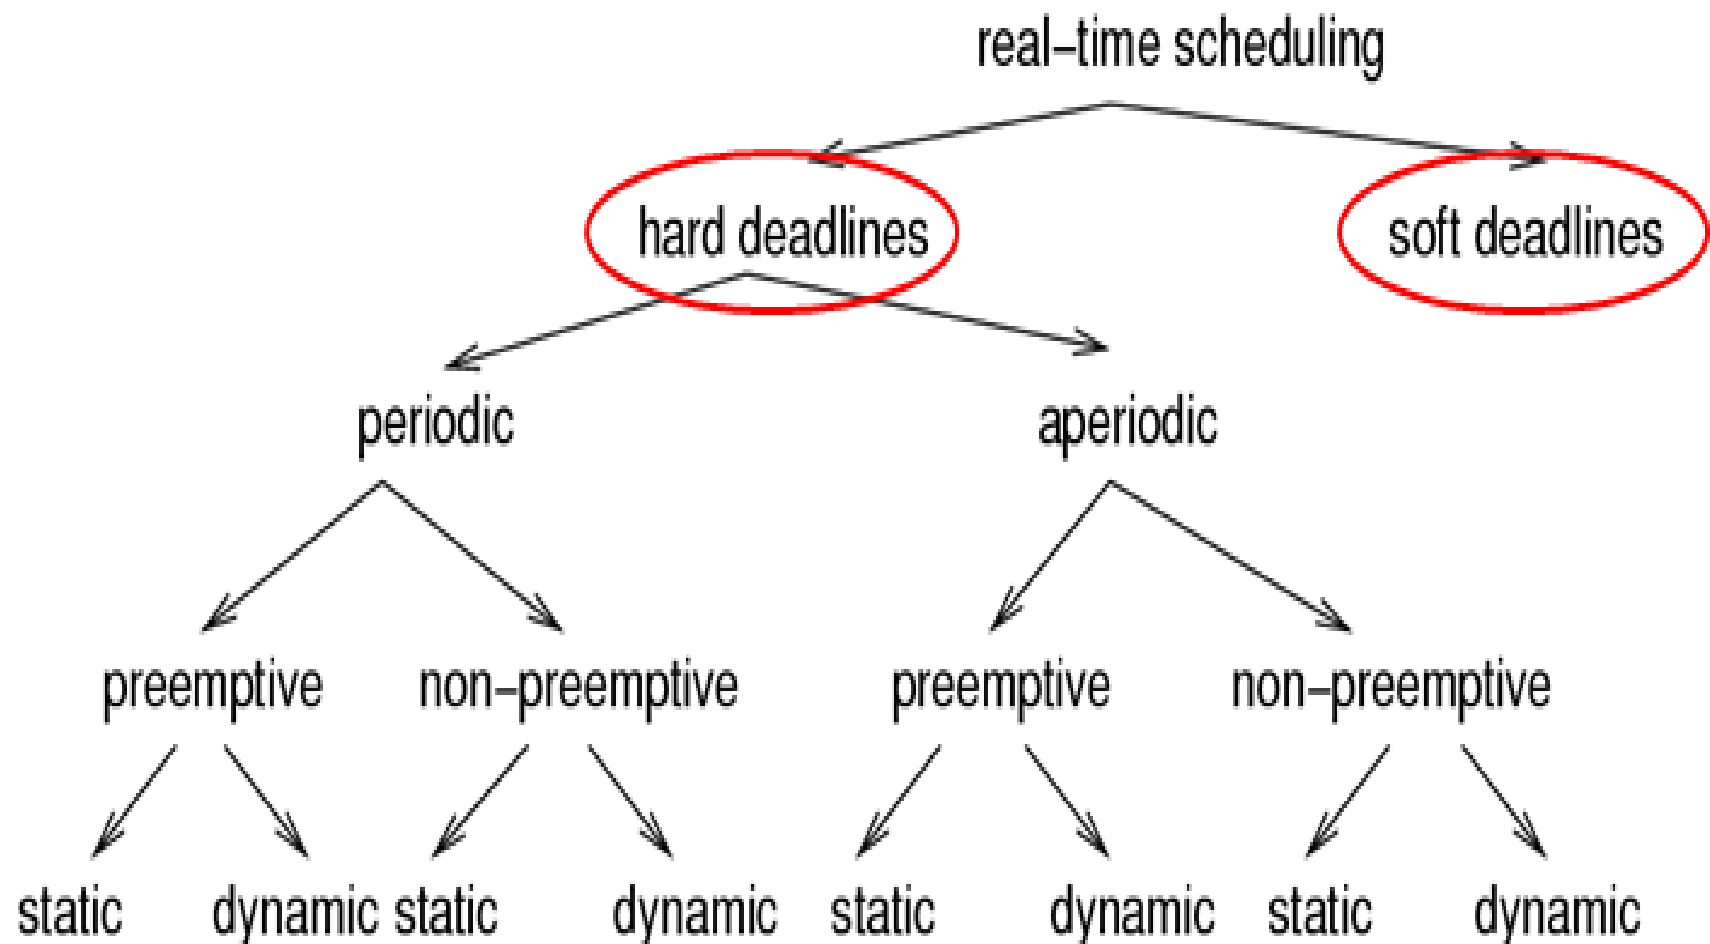 real-time scheduling
hard deadlines soft deadlines
periodic aperiodic
preemptive non-preemptive preemptive non-preemptive
static dynamic static dynamic static dynamic static dynamic